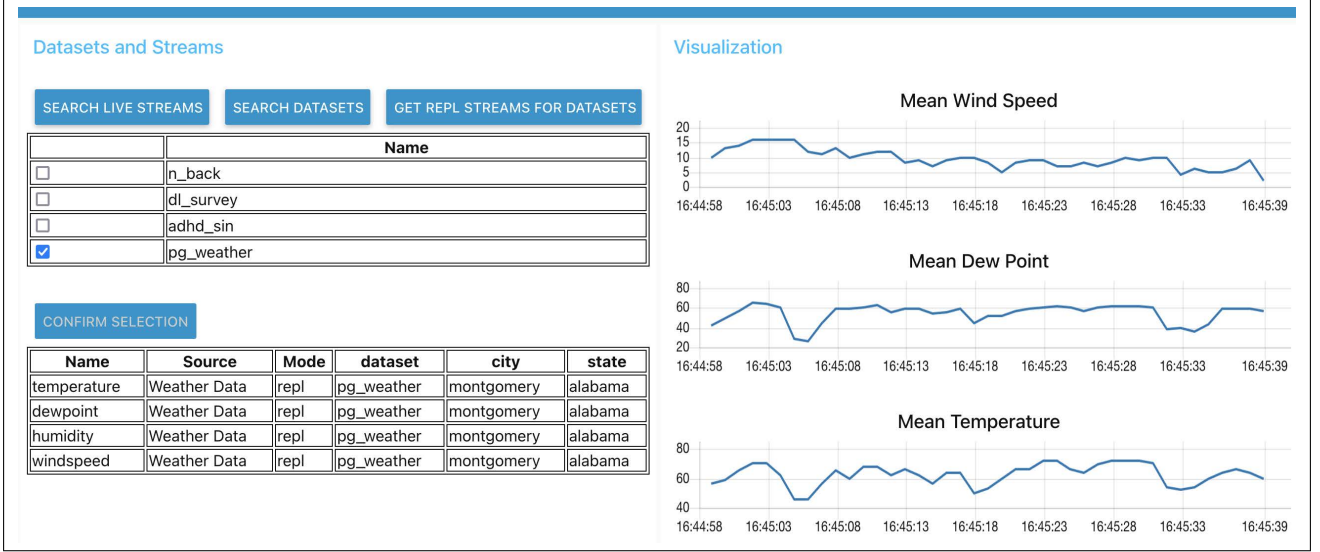 Datasets and Streams
SEARCH LIVE STREAMS SEARCH DATASETS GET REPL STREAMS FOR DATASETS
Name
n_back
dl_survey
adhd_sin
pg_weather
CONFIRM SELECTION
Name Source Mode dataset city state
temperature Weather Data repl pg_weather montgomery alabama
dewpoint Weather Data repl pg_weather montgomery alabama
humidity Weather Data repl pg_weather montgomery alabama
windspeed Weather Data repl pg_weather montgomery alabama
Visualization
Mean Wind Speed
20
15
10
5
0
16:44:58 16:45:03 16:45:08 16:45:13 16:45:18 16:45:23 16:45:28 16:45:33 16:45:39
Mean Dew Point
80
60
40
20
16:44:58 16:45:03 16:45:08 16:45:13 16:45:18 16:45:23 16:45:28 16:45:33 16:45:39
Mean Temperature
80
60
40
16:44:58 16:45:03 16:45:08 16:45:13 16:45:18 16:45:23 16:45:28 16:45:33 16:45:39